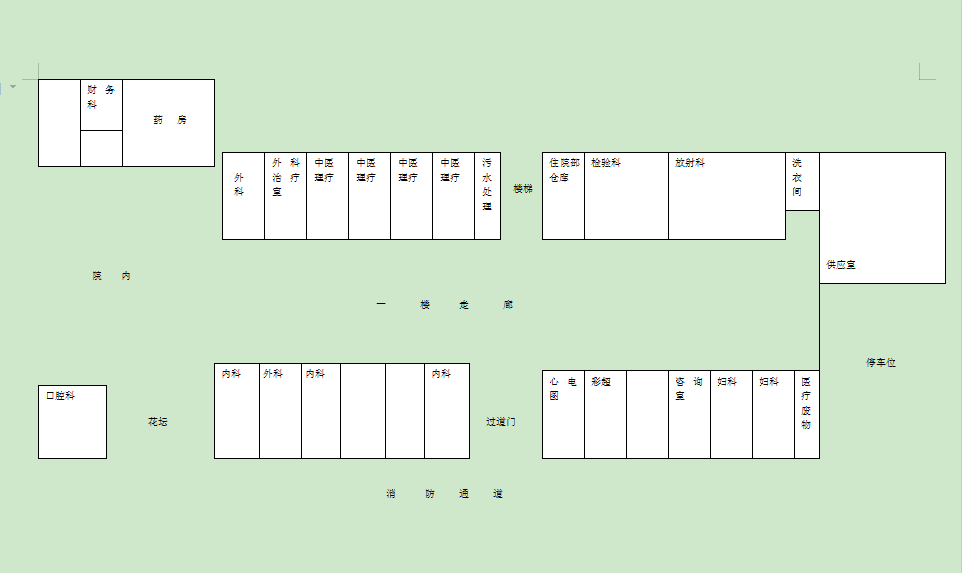 财务
科
药房
外
科
外科
治疗
室
中医
理疗
中医
理疗
中医
理疗
中医
理疗
污
水
处
理
楼梯
住院部
仓库
检验科
放射科
洗
衣
间
供应室
院内
一楼走廊
停车位
口腔科
花坛
内科
外科
内科
内科
过道门
心电
图
彩超
咨询
室
妇科
妇科
医
疗
废
物
消防通道